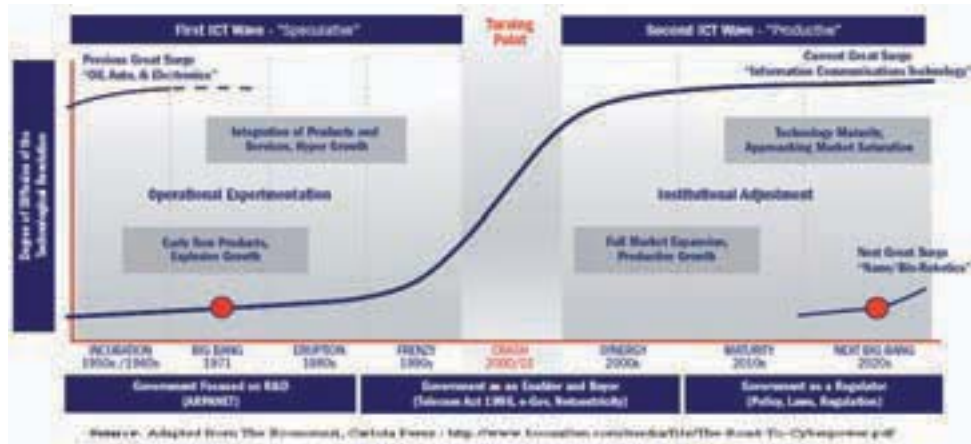 First ICT Wave - "Speculative"
Turning
Point
Second ICT Wave - "Productive"
Previous Great Surge
"Oil, Auto, & Electronics"
Current Great Surge
"Information Communications Technology"
Degree of Diffusion of the
Technological Revolution
Integration of Products and
Services, Hyper Growth
Technology Maturity,
Approaching Market Saturation
Operational Experimentation
Institutional Adjustment
Early Products,
Explosive Growth
Full Market Expansion,
Productive Growth
Next Great Surge
"Nano/Bio-Robotics"
INCUBATION
1950s/1960s
BIG BANG
1971
ERUPTION
1980s
FRENZY
1990s
CRASH
2000/
SYNERGY
2000s
MATURITY
2010s
NEXT BIG BANG
2020s
Government Focused on R&D
(ARPANET)
Government as an Enabler and Buyer
(Telecom Act 1996, e-Gov,
Government as a Regulator
(Policy, Laws, Regulation)
Source: Adapted from The Economist, Carlota Perez